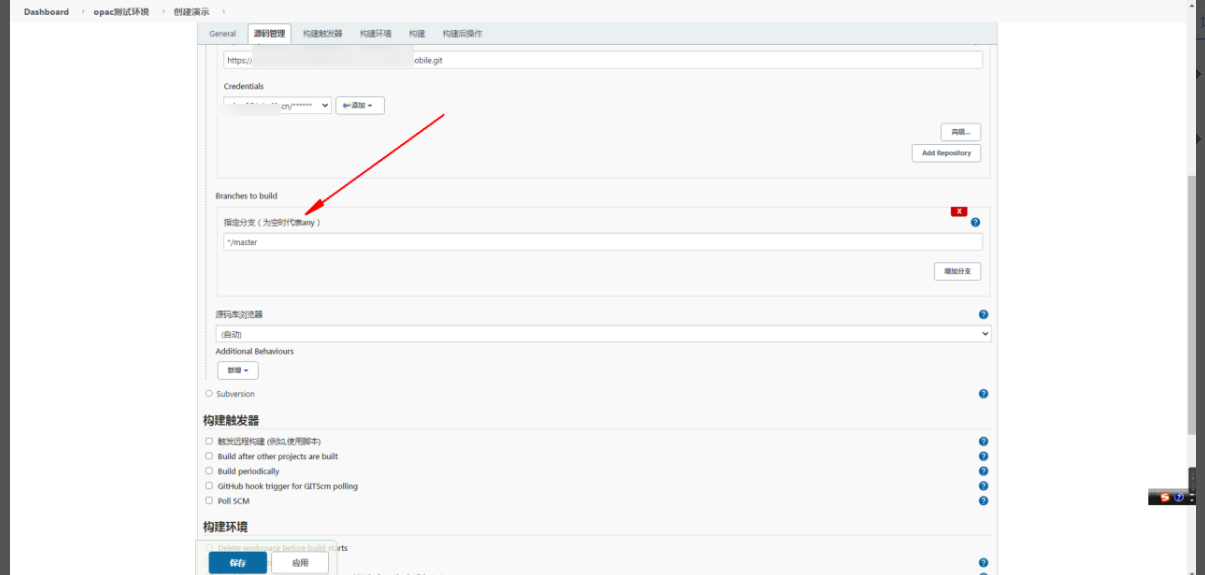 Dashboard › opac测试环境 › 创建演示 ›
General 源码管理 构建触发器 构建环境 构建 构建后操作
https:// obile.git
Credentials
cn/****** 添加
高级...
Add Repository
Branches to build
X
指定分支（为空时代表any）
*/master
增加分支
源码库浏览器
(自动)
Additional Behaviours
新增
Subversion
构建触发器
触发远程构建 (例如,使用脚本)
Build after other projects are built
Build periodically
GitHub hook trigger for GITScm polling
Poll SCM
构建环境
Delete workspace before build starts
保存 应用